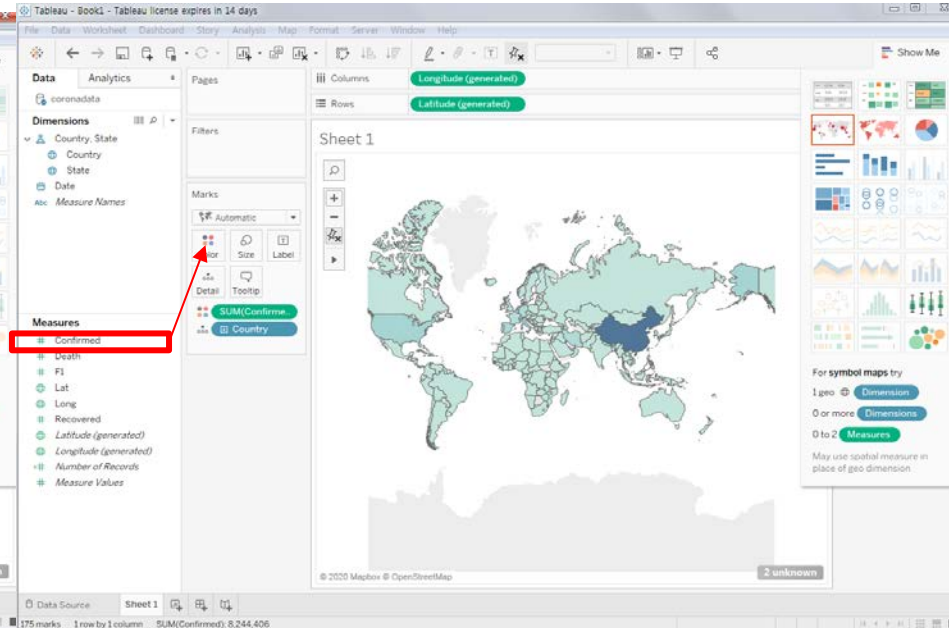 Tableau - Book1 - Tableau license expires in 14 days
File Data Worksheet Dashboard Story Analysis Map Format Server Window Help
Show Me
Data Analytics
coronadata
Dimensions
Country, State
Country
State
Date
Abc Measure Names
Measures
# Confirmed
# Death
# F1
Lat
Long
# Recovered
Latitude (generated)
Longitude (generated)
Number of Records
# Measure Values
Pages
Filters
Marks
Automatic
Size Label
Detail Tooltip
SUM(Confirme..
Country
Columns Longitude (generated)
Rows Latitude (generated)
Sheet 1
© 2020 Mapbox © OpenStreetMap
2 unknown
For symbol maps try
1 geo Dimension
0 or more Dimensions
0 to 2 Measures
May use spatial measure in
place of geo dimension
Data Source Sheet 1
175 marks 1 row by 1 column SUM(Confirmed): 8,244,406